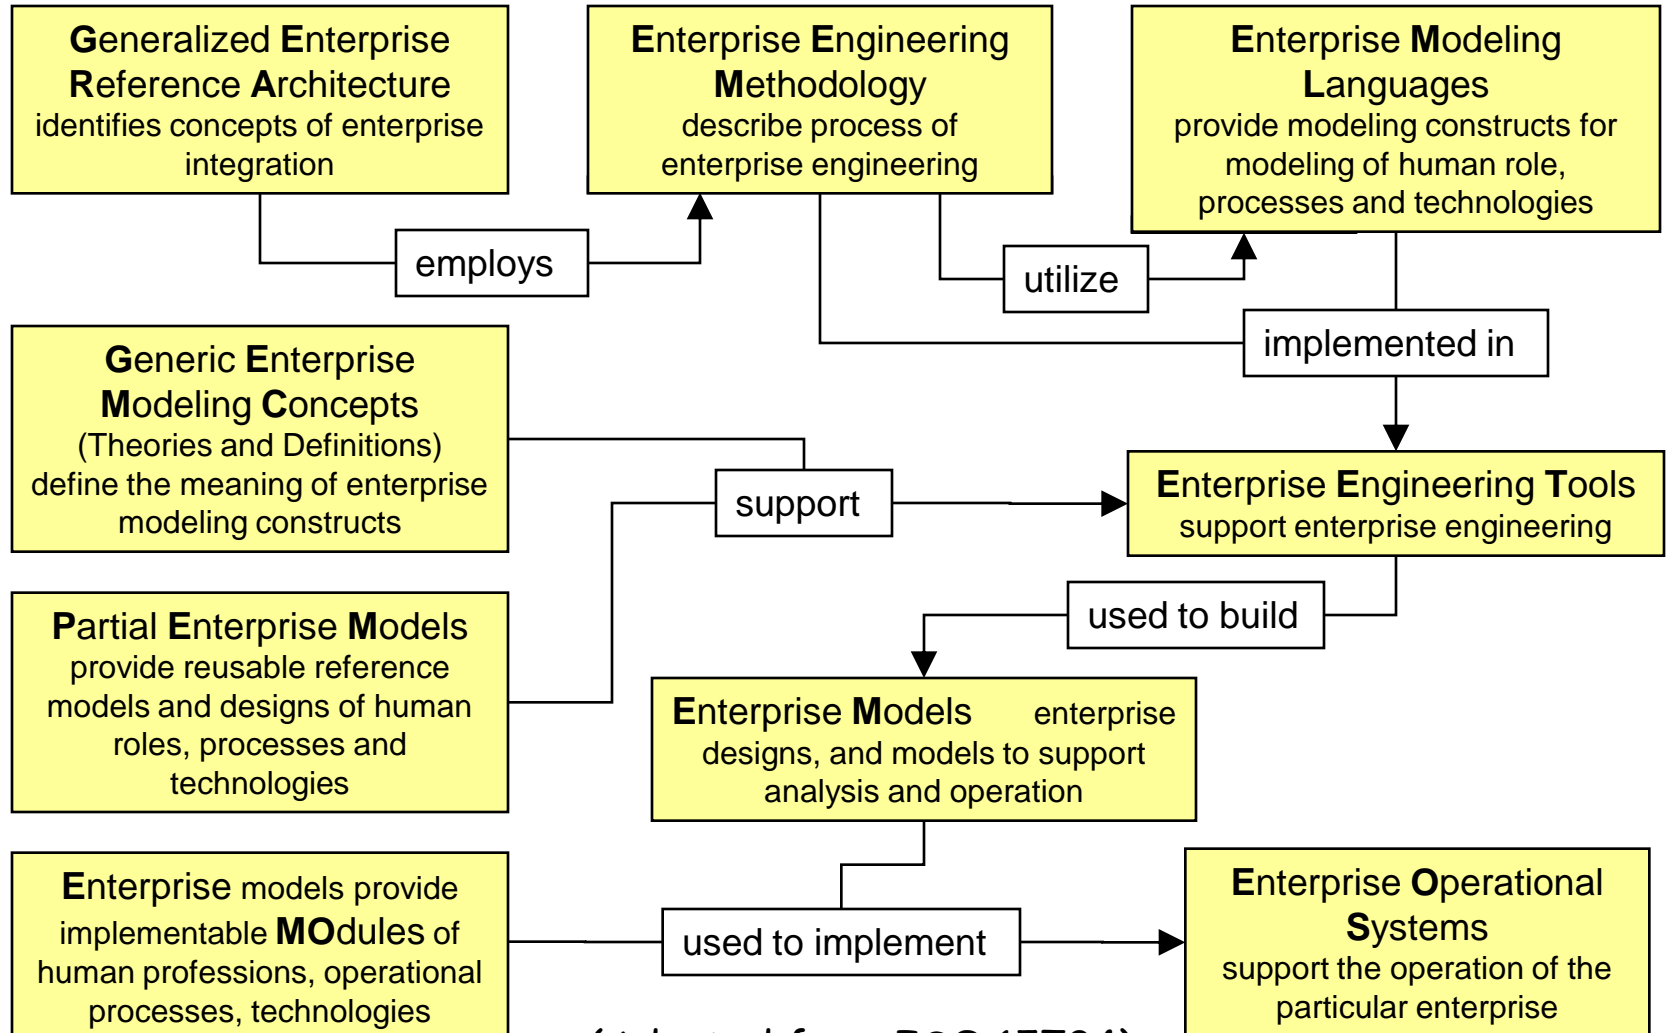 Generalized Enterprise
Reference Architecture
identifies concepts of enterprise
integration
Enterprise Engineering
Methodology
describe process of
enterprise engineering
Enterprise Modeling
Languages
provide modeling constructs for
modeling of human role,
processes and technologies
employs
utilize
implemented in
Generic Enterprise
Modeling Concepts
(Theories and Definitions)
define the meaning of enterprise
modeling constructs
support
Enterprise Engineering Tools
support enterprise engineering
used to build
Partial Enterprise Models
provide reusable reference
models and designs of human
roles, processes and
technologies
Enterprise Models enterprise
designs, and models to support
analysis and operation
Enterprise models provide
implementable MOdules of
human professions, operational
processes, technologies
used to implement
Enterprise Operational
Systems
support the operation of the
particular enterprise